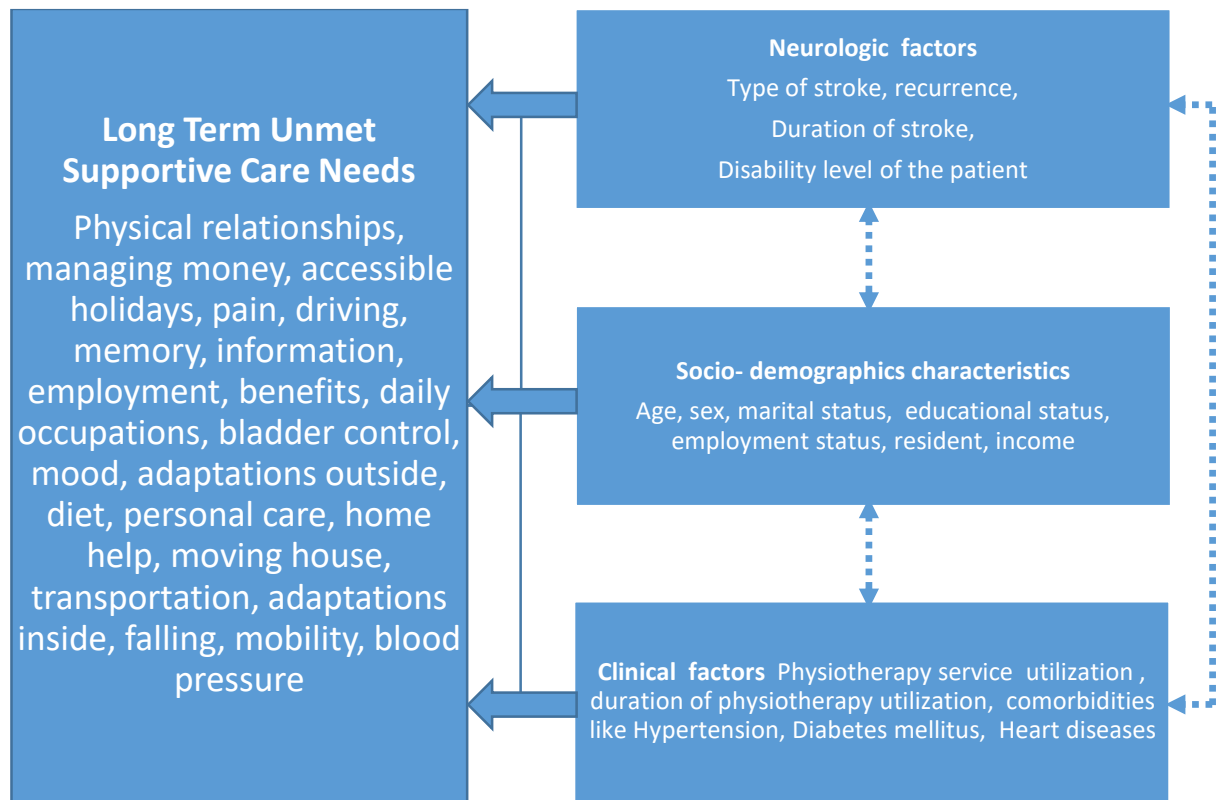 Long Term Unmet
Supportive Care Needs
Physical relationships,
managing money, accessible
holidays, pain, driving,
memory, information,
employment, benefits, daily
occupations, bladder control,
mood, adaptations outside,
diet, personal care, home
help, moving house,
transportation, adaptations
inside, falling, mobility, blood
pressure
Neurologic factors
Type of stroke, recurrence,
Duration of stroke,
Disability level of the patient
Socio- demographics characteristics
Age, sex, marital status, educational status,
employment status, resident, income
Clinical factors Physiotherapy service utilization ,
duration of physiotherapy utilization, comorbidities
like Hypertension, Diabetes mellitus, Heart diseases